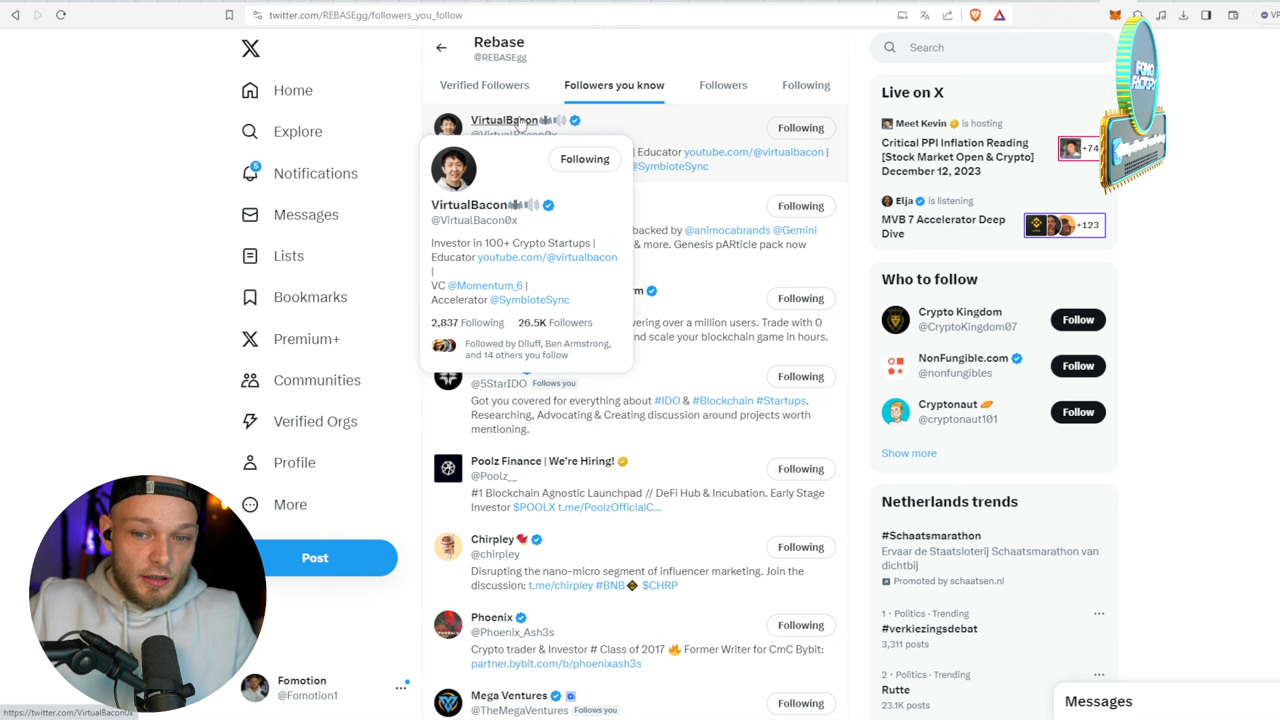 twitter.com/REBASEgg/followers_you_follow
Home
Explore
5
Notifications
Messages
Lists
Bookmarks
Premium+
Communities
Verified Orgs
Profile
More
Post
Fomotion
@Fomotion1
https://twitter.com/VirtualBacon0x
Rebase
@REBASEgg
Verified Followers
Followers you know
Followers
Following
VirtualBacon
@VirtualBacon0x
Following
| Educator youtube.com/@virtualbacon |
@SymbioteSync
VirtualBacon
@VirtualBacon0x
Following
Investor in 100+ Crypto Startups |
Educator youtube.com/@virtualbacon
|
VC @Momentum_6 |
Accelerator @SymbioteSync
2,837 Following 26.5K Followers
Followed by Diluff, Ben Armstrong,
and 14 others you follow
Following
backed by @animocabrands @Gemini
& more. Genesis pARticle pack now
Following
vering over a million users. Trade with 0
nd scale your blockchain game in hours.
@5StarIDO Follows you
Following
Got you covered for everything about #IDO & #Blockchain #Startups.
Researching, Advocating & Creating discussion around projects worth
mentioning.
Poolz Finance | We're Hiring!
@Poolz__
Following
#1 Blockchain Agnostic Launchpad // DeFi Hub & Incubation. Early Stage
Investor $POOLX t.me/PoolzOfficialC...
Chirpley
@chirpley
Following
Disrupting the nano-micro segment of influencer marketing. Join the
discussion: t.me/chirpley #BNB $CHRP
Phoenix
@Phoenix_Ash3s
Following
Crypto trader & Investor # Class of 2017 🔥 Former Writer for CmC Bybit:
partner.bybit.com/b/phoenixash3s
Mega Ventures
@TheMegaVentures Follows you
Following
Search
FOMO
FACTORY
Live on X
Meet Kevin is hosting
Critical PPI Inflation Reading
[Stock Market Open & Crypto]
December 12, 2023
+74
Elja is listening
MVB 7 Accelerator Deep
Dive
+123
Who to follow
Crypto Kingdom
@CryptoKingdom07
Follow
NonFungible.com
@nonfungibles
Follow
Cryptonaut
@cryptonaut101
Follow
Show more
Netherlands trends
#Schaatsmarathon
Ervaar de Staatsloterij Schaatsmarathon van
dichtbij
Promoted by schaatsen.nl
1 · Politics · Trending
#verkiezingsdebat
3,311 posts
2 · Politics · Trending
Rutte
23.1K posts
Messages